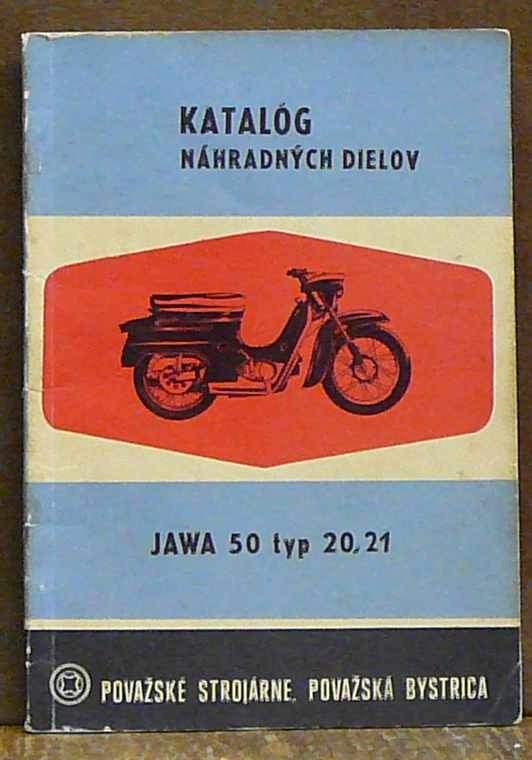 KATALÓG
NÁHRADNÝCH DIELOV
JAWA 50 typ 20, 21
POVAŽSKÉ STROJÁRNE, POVAŽSKÁ BYSTRICA